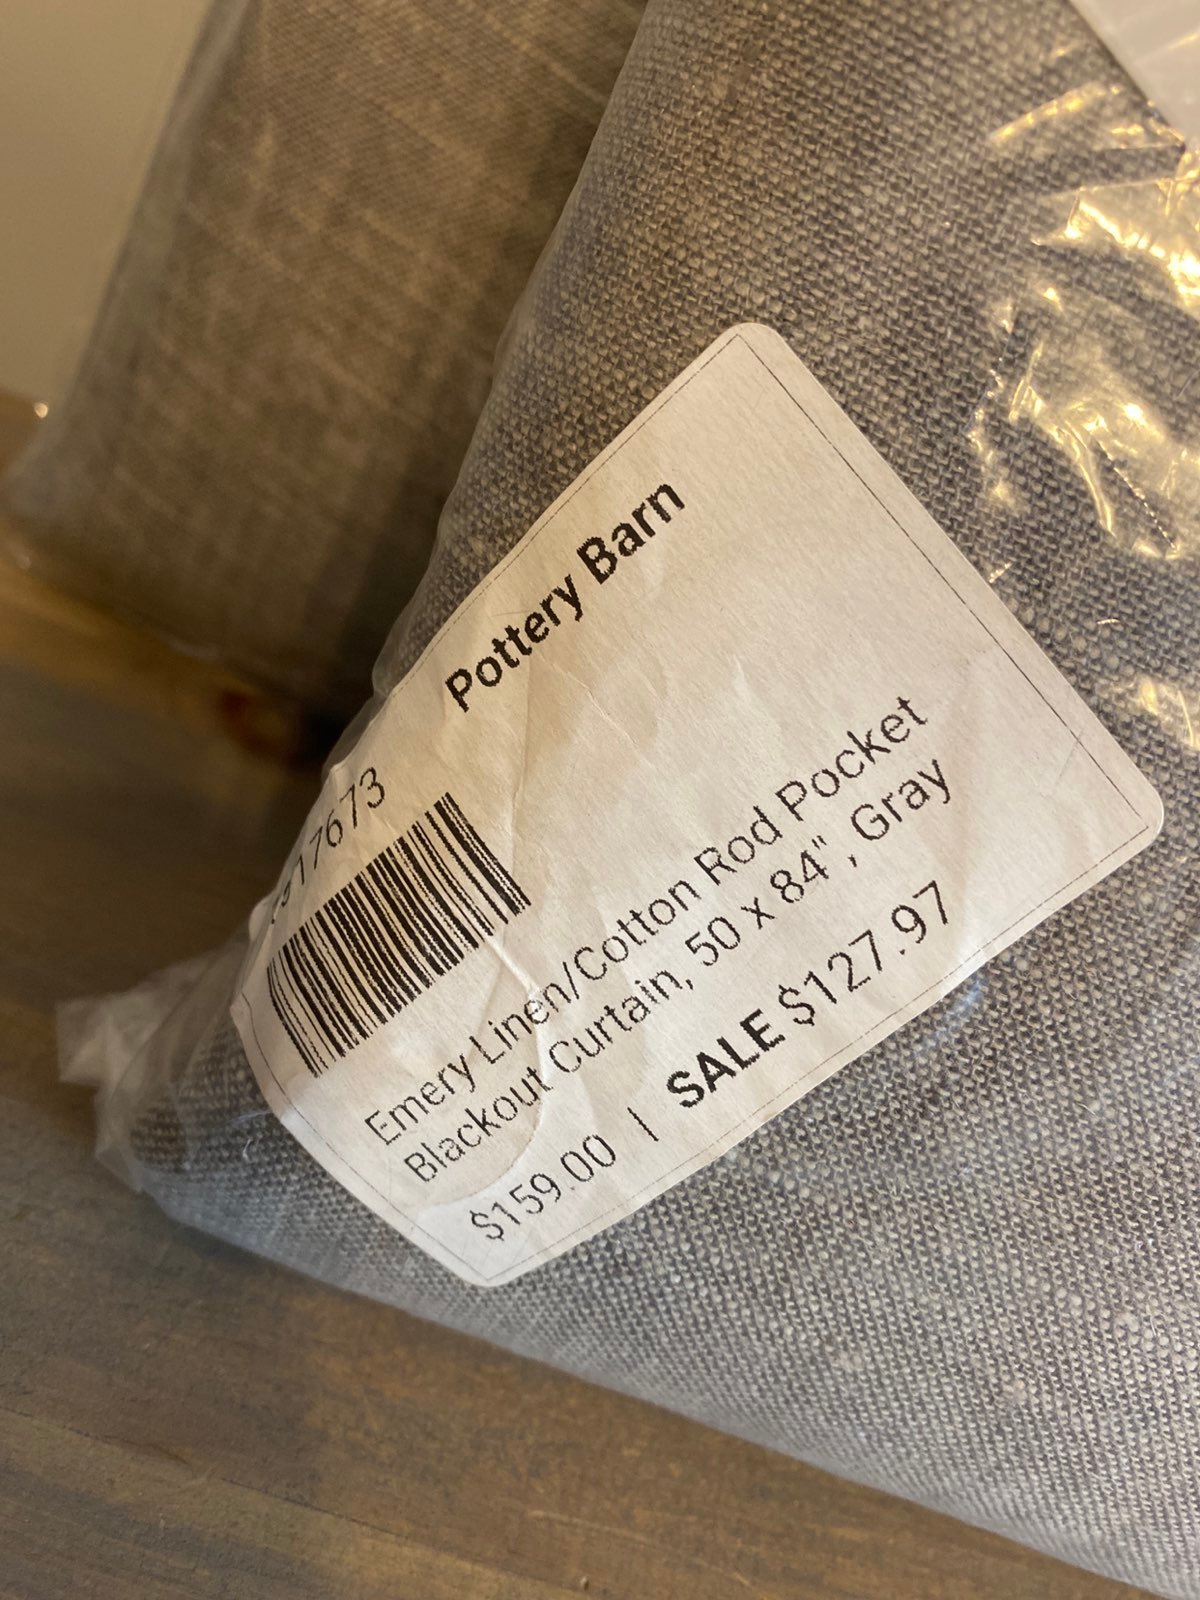 Pottery Barn
Emery Linen/Cotton Rod Pocket
Blackout Curtain, 50 x 84", Gray
$159.00 | SALE $127.97